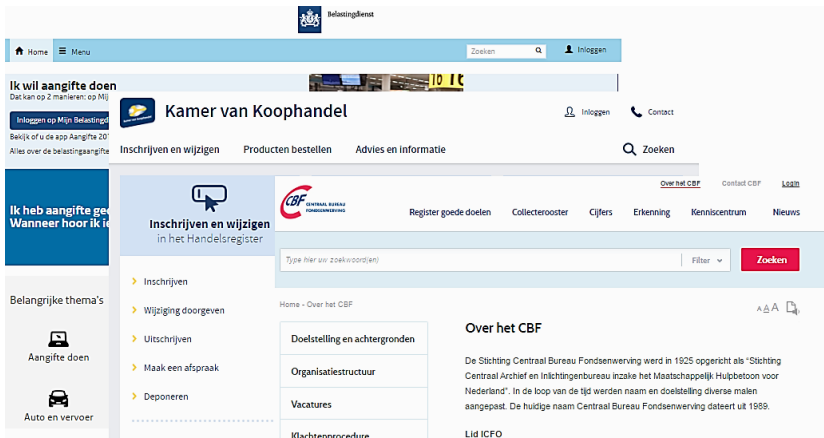 Belastingdienst
Home
Menu
Zoeken
Inloggen
Ik wil aangifte doen
Dat kan op 2 manieren: op Mij
Inloggen op Mijn Belastingd
Bekijk of u de app Aangifte 20
Alles over de belastingaangifte
Ik heb aangifte ge
Wanneer hoor ik ie
Belangrijke thema's
Aangifte doen
Auto en vervoer
16 16
Kamer van Koophandel
Inloggen
Contact
Inschrijven en wijzigen
Producten bestellen
Advies en informatie
Zoeken
Inschrijven en wijzigen
in het Handelsregister
Inschrijven
Wijziging doorgeven
Uitschrijven
Maak een afspraak
Deponeren
CBF CENTRAAL BUREAU
FONDSENWERVING
Over het CBF
Contact CBF
Login
Register goede doelen
Collecterooster
Cijfers
Erkenning
Kenniscentrum
Nieuws
Type hier uw zoekwoord(en)
Filter
Zoeken
Home - Over het CBF
AAA
Doelstelling en achtergronden
Organisatiestructuur
Vacatures
Klachtenprocedure
Over het CBF
De Stichting Centraal Bureau Fondsenwerving werd in 1925 opgericht als "Stichting
Centraal Archief en Inlichtingenbureau inzake het Maatschappelijk Hulpbetoon voor
Nederland". In de loop van de tijd werden naam en doelstelling diverse malen
aangepast. De huidige naam Centraal Bureau Fondsenwerving dateert uit 1989.
Lid ICFO